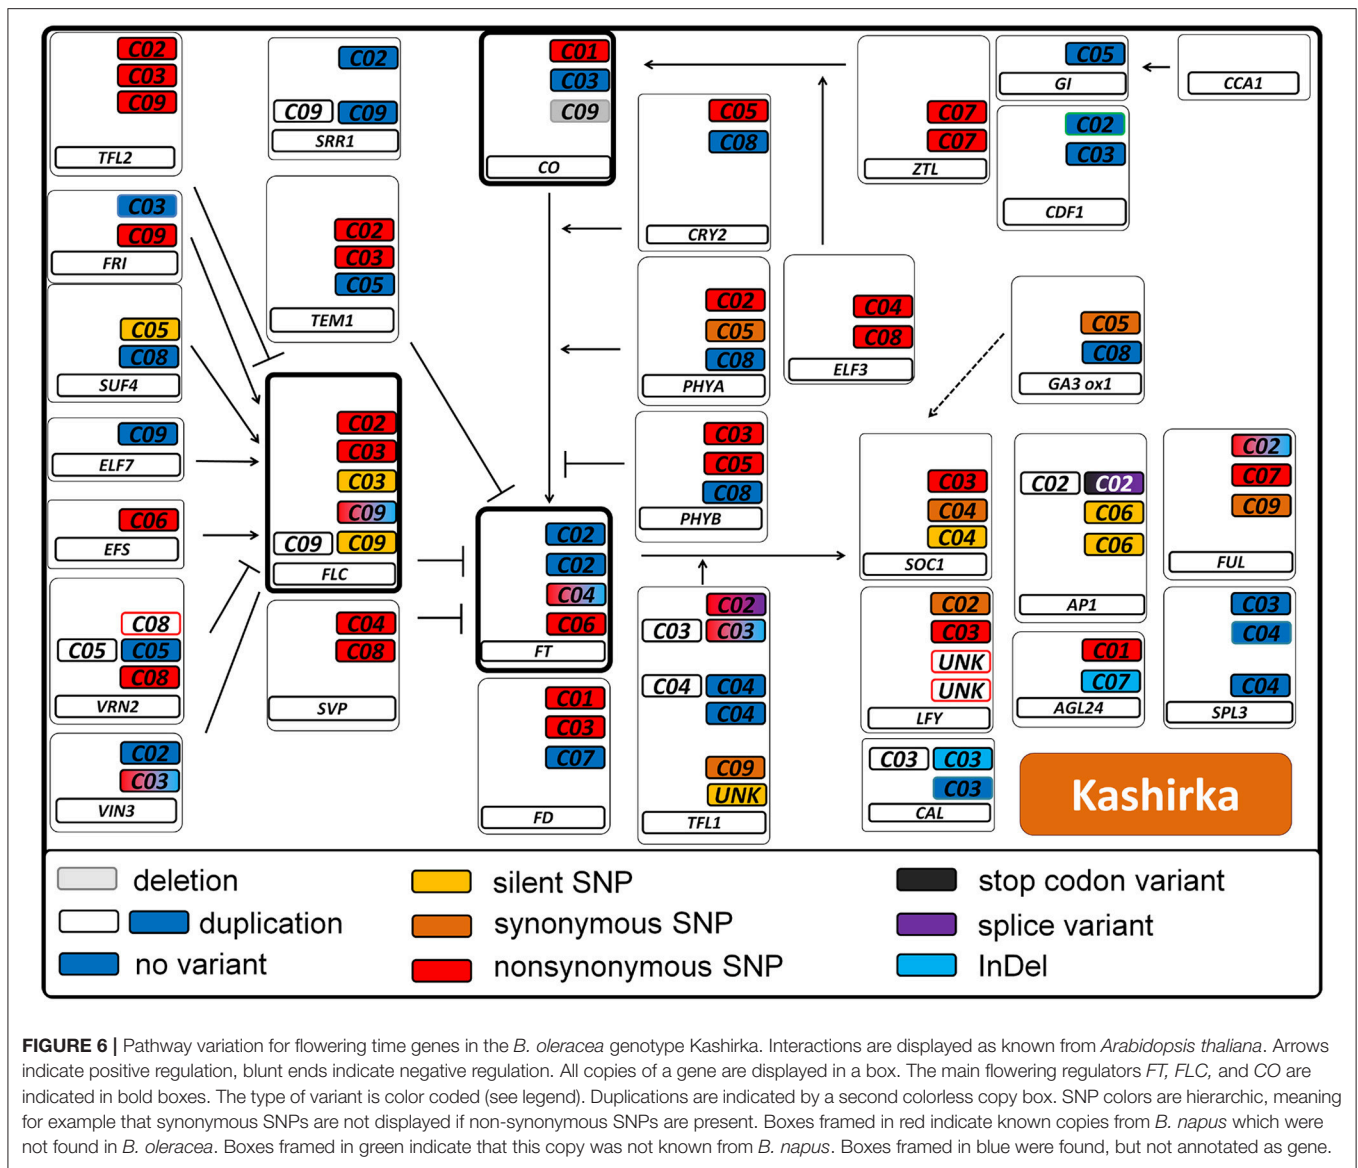 C02
C03
C09
TFL2
C02
C09 C09
SRR1
C01
C03
C09
CO
C05
C08
CRY2
C07
C07
ZTL
C05
GI
CCA1
C02
C03
CDF1
C03
C09
FRI
C02
C03
C05
TEM1
C02
C05
C08
PHYA
C04
C08
ELF3
C05
C08
GA3 ox1
C05
C08
SUF4
C09
ELF7
C06
EFS
C02
C03
C03
C09
C09 C09
FLC
C03
C05
C08
PHYB
C02
C02
C04
C06
FT
C03
C04
C04
SOC1
C02 C02
C06
C06
AP1
C02
C07
C09
FUL
C08
C05 C05
C08
VRN2
C04
C08
SVP
C02
C03 C03
C04 C04
C04
C09
UNK
TFL1
C02
C03
UNK
UNK
LFY
C01
C07
AGL24
C03
C04
C04
SPL3
C02
C03
VIN3
C01
C03
C07
FD
C03 C03
C03
CAL
Kashirka
deletion
duplication
no variant
silent SNP
synonymous SNP
nonsynonymous SNP
stop codon variant
splice variant
InDel
FIGURE 6 | Pathway variation for flowering time genes in the B. oleracea genotype Kashirka. Interactions are displayed as known from Arabidopsis thaliana. Arrows
indicate positive regulation, blunt ends indicate negative regulation. All copies of a gene are displayed in a box. The main flowering regulators FT, FLC, and CO are
indicated in bold boxes. The type of variant is color coded (see legend). Duplications are indicated by a second colorless copy box. SNP colors are hierarchic, meaning
for example that synonymous SNPs are not displayed if non-synonymous SNPs are present. Boxes framed in red indicate known copies from B. napus which were
not found in B. oleracea. Boxes framed in green indicate that this copy was not known from B. napus. Boxes framed in blue were found, but not annotated as gene.